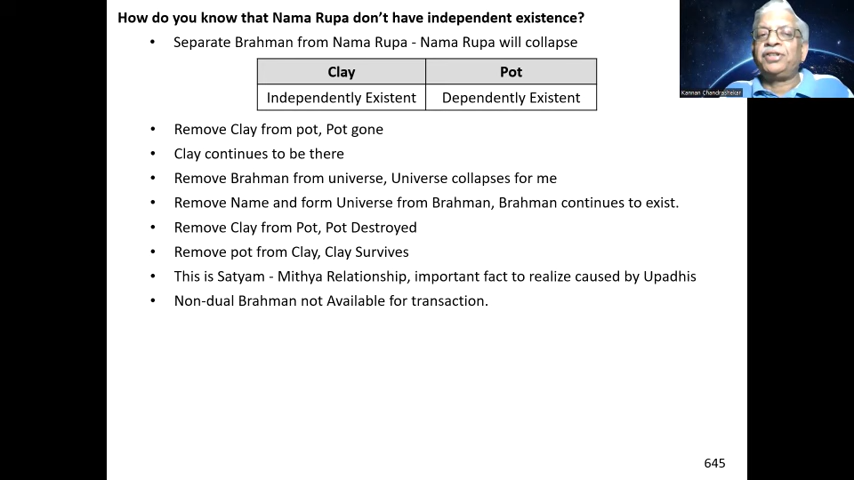 How do you know that Nama Rupa don't have independent existence?
• Separate Brahman from Nama Rupa - Nama Rupa will collapse
Clay Pot
Independently Existent Dependently Existent
• Remove Clay from pot, Pot gone
• Clay continues to be there
• Remove Brahman from universe, Universe collapses for me
• Remove Name and form Universe from Brahman, Brahman continues to exist.
• Remove Clay from Pot, Pot Destroyed
• Remove pot from Clay, Clay Survives
• This is Satyam - Mithya Relationship, important fact to realize caused by Upadhis
• Non-dual Brahman not Available for transaction.
645
Kannan Chandrashekar